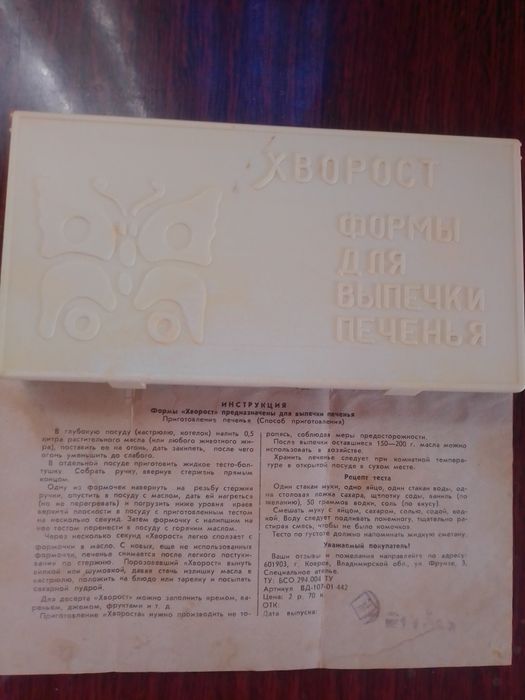 ХВОРОСТ
ФОРМЫ
ДЛЯ
ВЫПЕЧКИ
ПЕЧЕНЬЯ
ИНСТРУКЦИЯ
Формы «Хворост» предназначены для выпечки печенья
Приготовление печенья (Способ приготовления)
В глубокую посуду (кастрюлю, котелок) налить 0,5
литра растительного масла (или любого животного жи-
ра), поставить ее на огонь, дать закипеть, после чего
огонь уменьшить до слабого.
В отдельной посуде приготовить жидкое тесто-бол-
тушку. Собрать ручку, ввернув стержень прямым
концом.
Одну из формочек навернуть на резьбу стержня
ручки, опустить в посуду с маслом, дать ей нагреться
(но не перегревать) и погрузить ниже уровня краев
верхней плоскости в посуду с приготовленным тестом
на несколько секунд. Затем формочку с налипшим на
нее тестом перенести в посуду с горячим маслом.
Через несколько секунд «Хворост» легко сползает с
формочки в масло. С новых, еще не использованных
формочек, печенье снимается после легкого постуки-
вания по стержню. Порозовевший «Хворост» вынуть
вилкой или шумовкой, давая стечь излишку масла в
кастрюлю, положить на блюдо или тарелку и посыпать
сахарной пудрой.
Для десерта «Хворост» можно заполнить кремом, ва-
реньем, джемом, фруктами и т. д.
Приготовление «Хвороста» нужно производить не то-
ропясь, соблюдая меры предосторожности.
После выпечки оставшиеся 150—200 г. масла можно
использовать в хозяйстве.
Хранить печенье следует при комнатной темпера-
туре в открытой посуде в сухом месте.
Рецепт теста
Один стакан муки, одно яйцо, один стакан воды, од-
на столовая ложка сахара, щепотку соды, ваниль (по
желанию), 50 граммов водки, соль (по вкусу).
Смешать муку с яйцом, сахаром, солью, содой, вод-
кой. Воду следует подливать понемногу, тщательно ра-
стирая смесь, чтобы не было комочков.
Тесто по густоте должно напоминать жидкую сметану.
Уважаемый покупатель!
Ваши отзывы и пожелания направляйте по адресу:
601903, г. Ковров, Владимирской обл., ул. Фрунзе, 3,
Специальное ателье.
ТУ: БСО.294.004 ТУ
Артикул ВД-107-01-442
Цена: 2 р. 70 к.
ОТК
Дата выпуска: